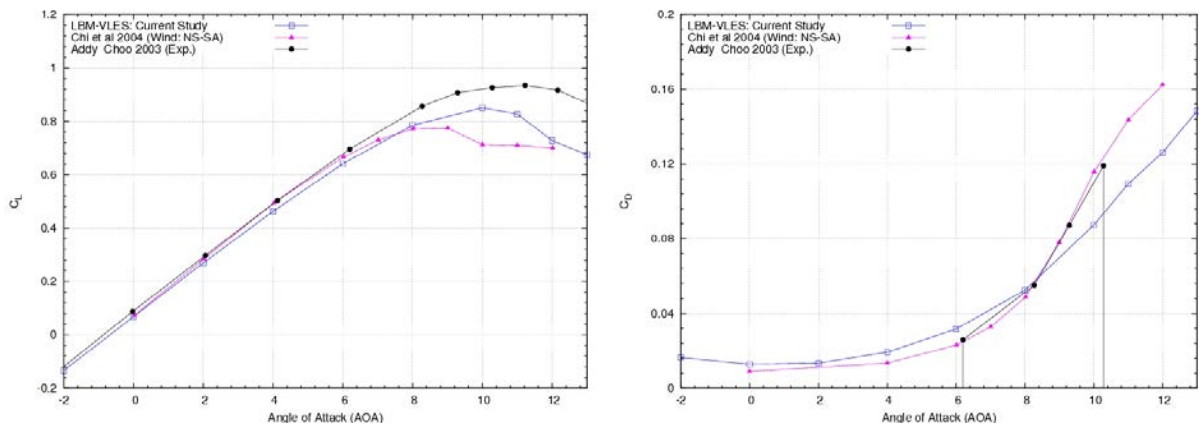 LBM-VLES: Current Study
Chi et al 2004 (Wind: NS-SA)
Addy Choo 2003 (Exp.)
1.2
1
0.8
0.6
0.4
0.2
0
-0.2
C_L
-2 0 2 4 6 8 10 12
Angle of Attack (AOA)
LBM-VLES: Current Study
Chi et al 2004 (Wind: NS-SA)
Addy Choo 2003 (Exp.)
0.2
0.16
0.12
0.08
0.04
0
C_D
-2 0 2 4 6 8 10 12
Angle of Attack (AOA)